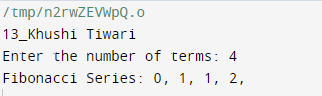 /tmp/n2rwZEVWpQ.o
13_Khushi Tiwari
Enter the number of terms: 4
Fibonacci Series: 0, 1, 1, 2,